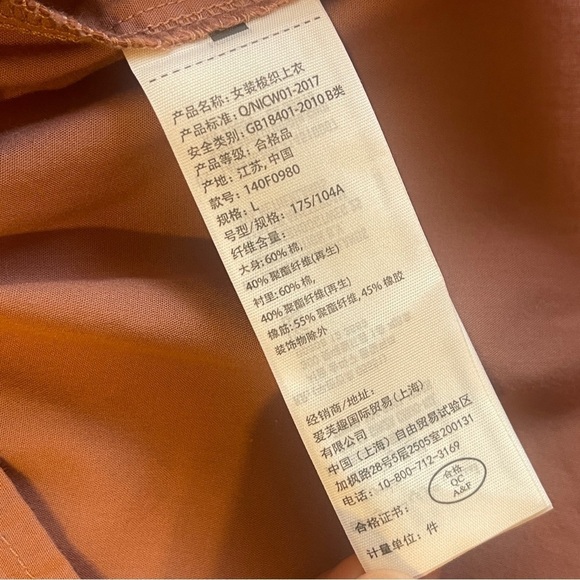 产品名称: 女装梭织上衣
产品标准: Q/NICW01-2017
安全类别: GB18401-2010 B类
产品等级: 合格品
产地: 江苏, 中国
款号: 140F0980
规格: L
号型/规格: 175/104A
纤维含量:
大身: 60% 棉,
40% 聚酯纤维(再生)
衬里: 60% 棉,
40% 聚酯纤维(再生)
橡筋: 55% 聚酯纤维, 45% 橡胶
装饰物除外
经销商/地址:
爱芙趣国际贸易(上海)
有限公司
中国 (上海) 自由贸易试验区
加枫路28号5层2505室200131
电话: 10-800-712-3169
合格证书:
合格
QC
A&F
计量单位: 件